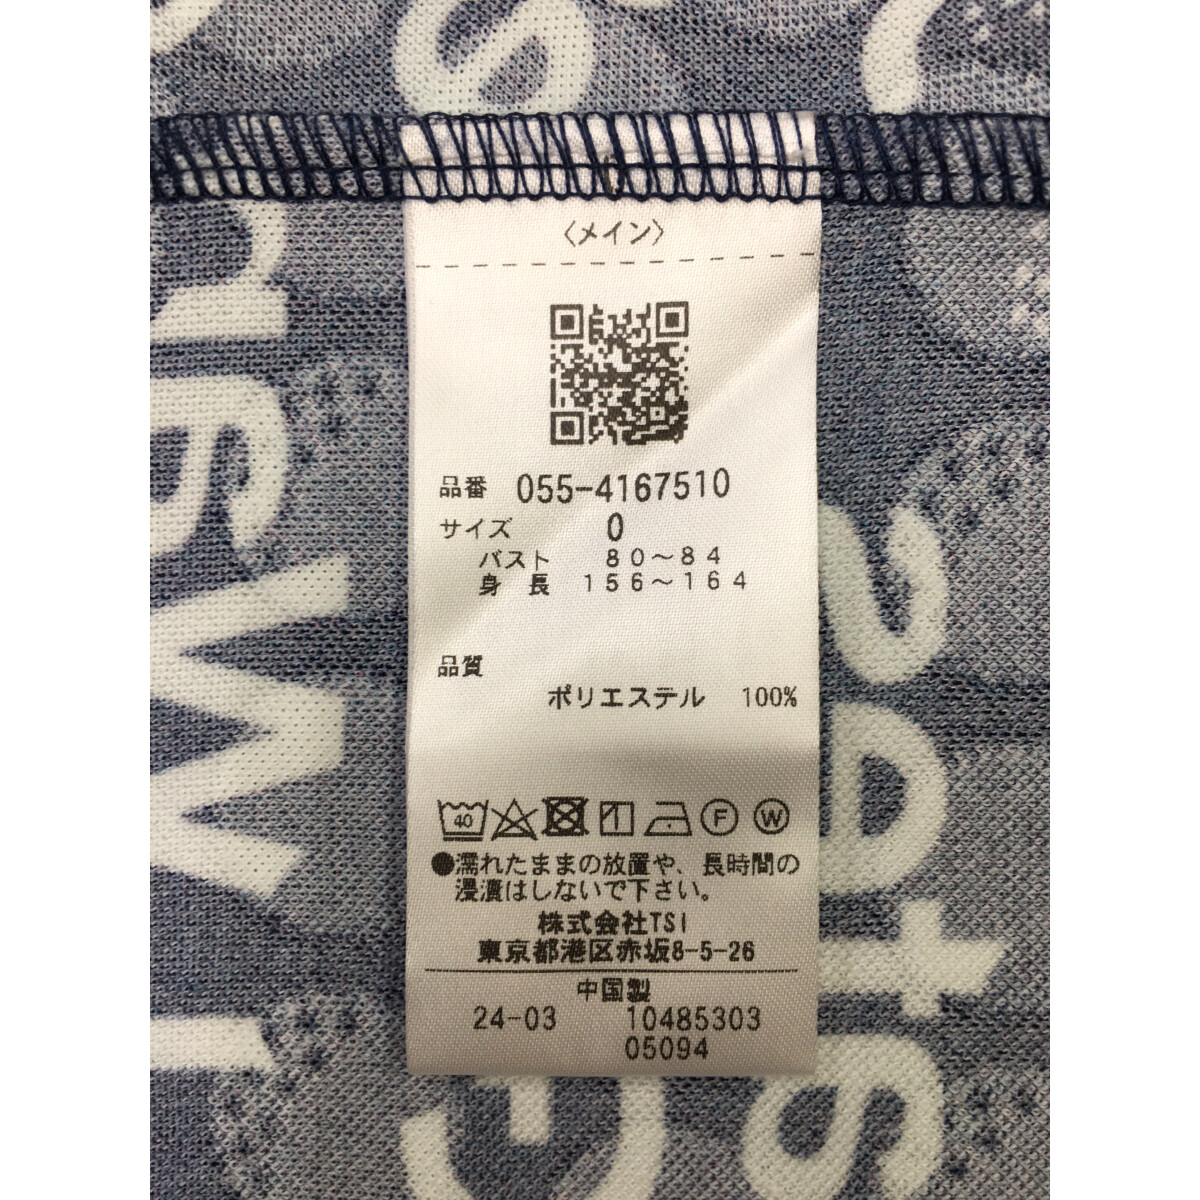 〈メイン〉
品番 055-4167510
サイズ 0
バスト 80～84
身長 156～164
品質
ポリエステル 100%
40 F W
●濡れたままの放置や、長時間の
浸漬はしないで下さい。
株式会社TSI
東京都港区赤坂8-5-26
中国製
24-03 10485303
05094